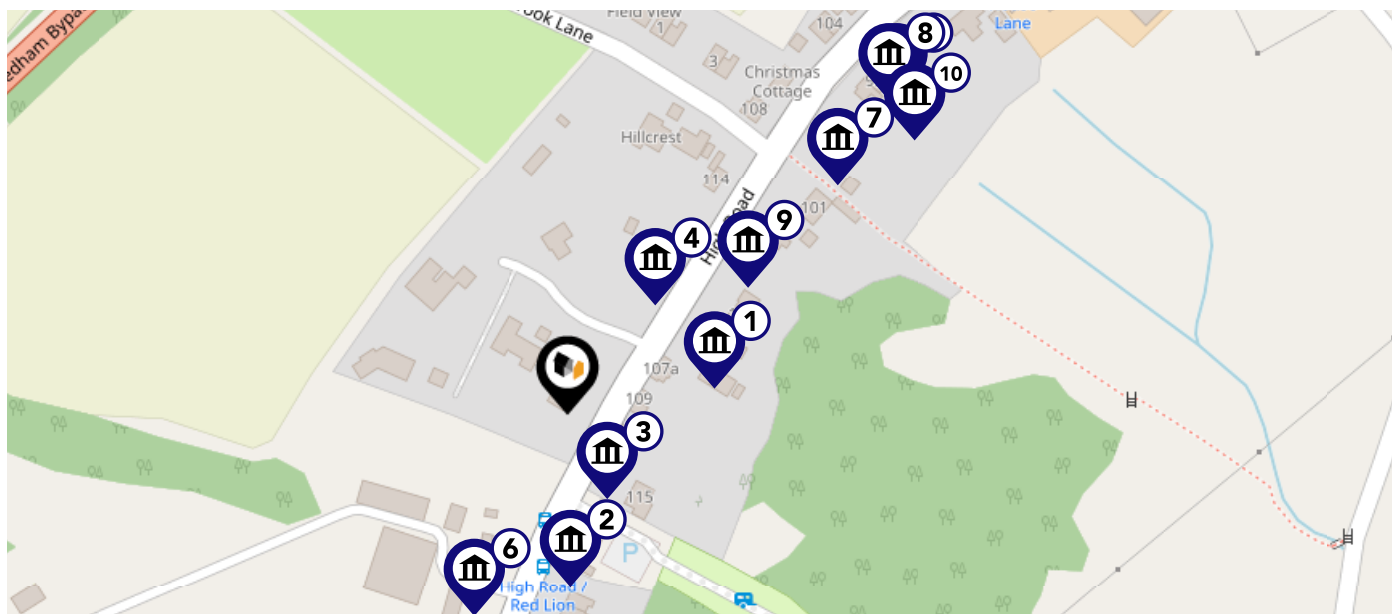 edham Bypa
ook Lane
Field View
1
104
Lane
8
3
Christmas
Cottage
10
108
7
Hillcrest
114
High Road
101
9
4
1
107a
109
3
115
2
P
6
High Road /
Red Lion